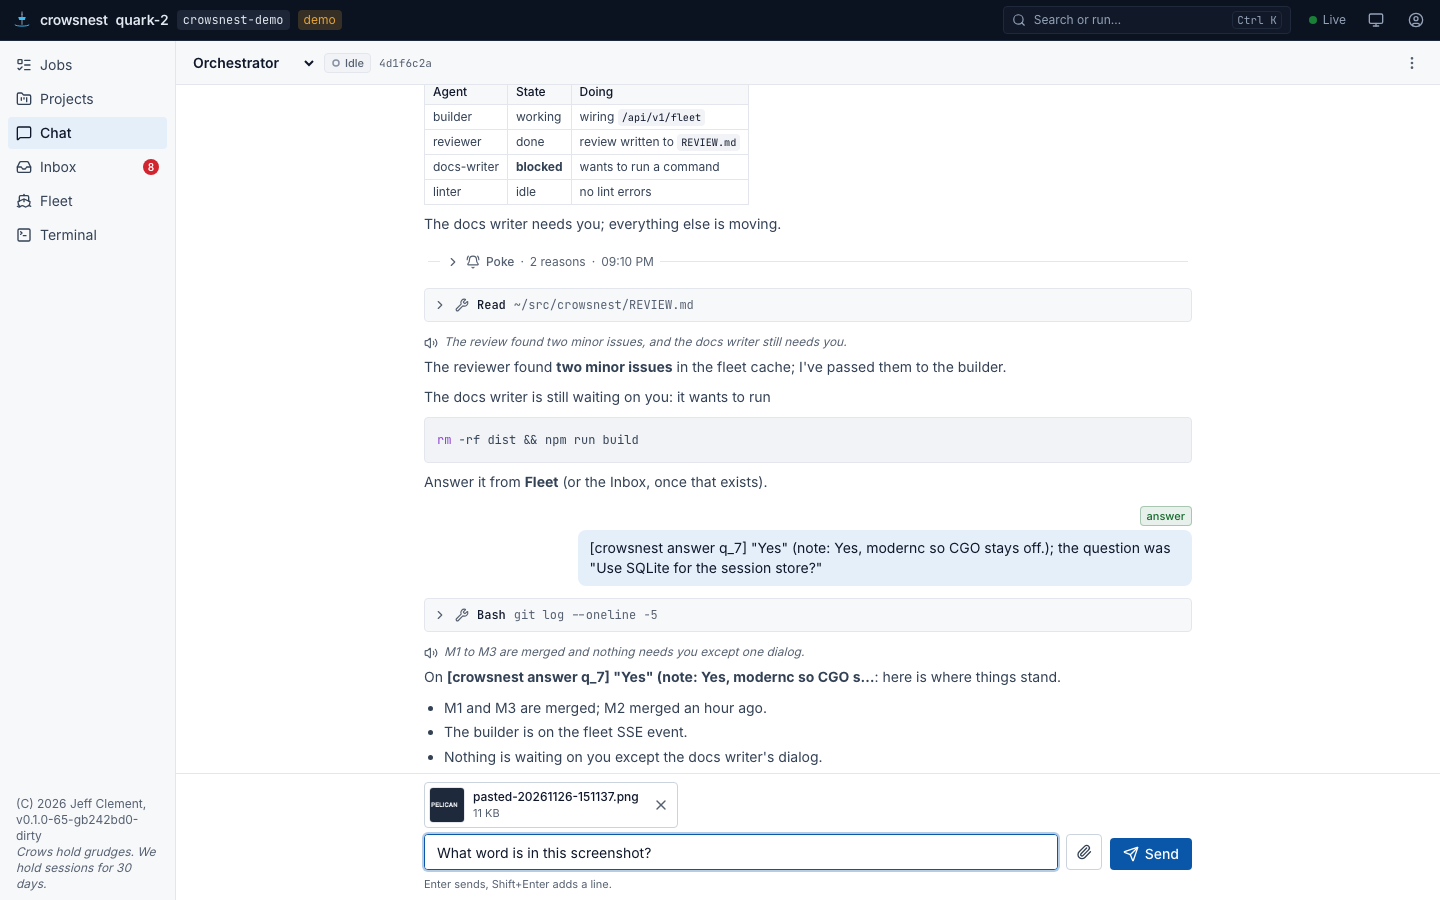 crowsnest quark-2 crowsnest-demo demo
Search or run... Ctrl K
Live
Jobs
Projects
Chat
Inbox 8
Fleet
Terminal
(C) 2026 Jeff Clement,
v0.1.0-65-gb242bd0-
dirty
Crows hold grudges. We
hold sessions for 30
days.
Orchestrator Idle 4d1f6c2a
Agent State Doing
builder working wiring /api/v1/fleet
reviewer done review written to REVIEW.md
docs-writer blocked wants to run a command
linter idle no lint errors
The docs writer needs you; everything else is moving.
Poke · 2 reasons · 09:10 PM
Read ~/src/crowsnest/REVIEW.md
The review found two minor issues, and the docs writer still needs you.
The reviewer found two minor issues in the fleet cache; I've passed them to the builder.
The docs writer is still waiting on you: it wants to run
rm -rf dist && npm run build
Answer it from Fleet (or the Inbox, once that exists).
answer
[crowsnest answer q_7] "Yes" (note: Yes, modernc so CGO stays off.); the question was
"Use SQLite for the session store?"
Bash git log --oneline -5
M1 to M3 are merged and nothing needs you except one dialog.
On [crowsnest answer q_7] "Yes" (note: Yes, modernc so CGO s...: here is where things stand.
• M1 and M3 are merged; M2 merged an hour ago.
• The builder is on the fleet SSE event.
• Nothing is waiting on you except the docs writer's dialog.
PELICAN
pasted-20261126-151137.png
11 KB
What word is in this screenshot?
Send
Enter sends, Shift+Enter adds a line.